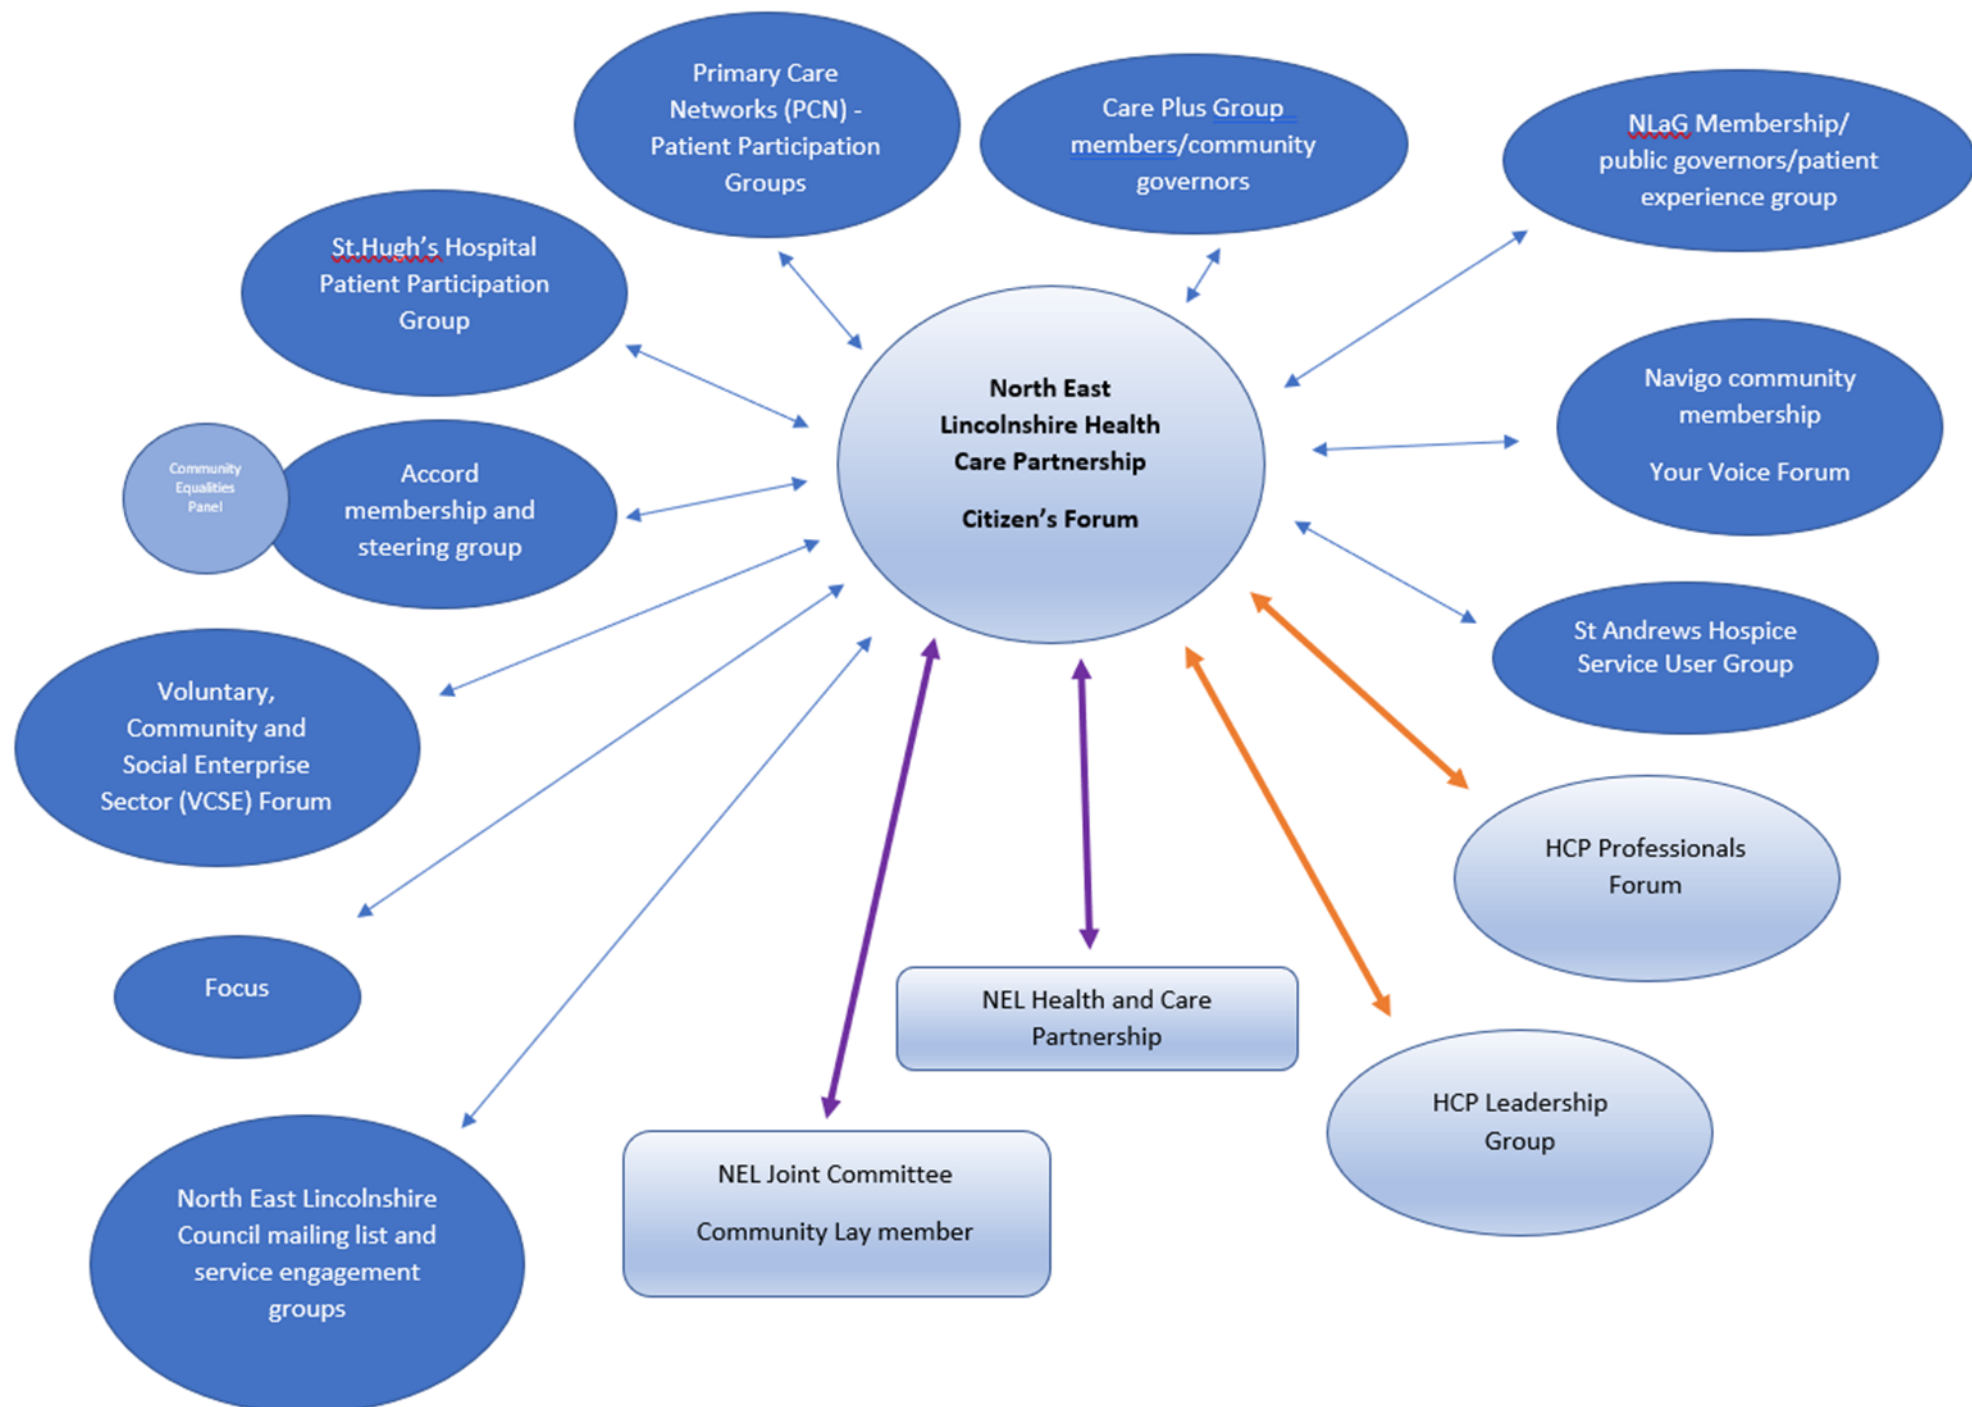 Primary Care
Networks (PCN) -
Patient Participation
Groups
Care Plus Group
members/community
governors
NLaG Membership/
public governors/patient
experience group
St.Hugh’s Hospital
Patient Participation
Group
North East
Lincolnshire Health
Care Partnership
Citizen’s Forum
Navigo community
membership
Your Voice Forum
Community
Equalities
Panel
Accord
membership and
steering group
St Andrews Hospice
Service User Group
Voluntary,
Community and
Social Enterprise
Sector (VCSE) Forum
HCP Professionals
Forum
Focus
NEL Health and Care
Partnership
HCP Leadership
Group
NEL Joint Committee
Community Lay member
North East Lincolnshire
Council mailing list and
service engagement
groups